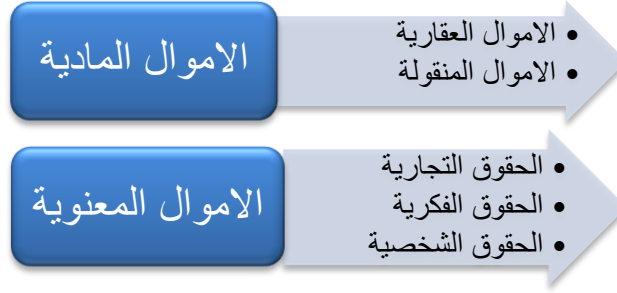 الاموال المادية
• الاموال العقارية
• الاموال المنقولة
الاموال المعنوية
• الحقوق التجارية
• الحقوق الفكرية
• الحقوق الشخصية